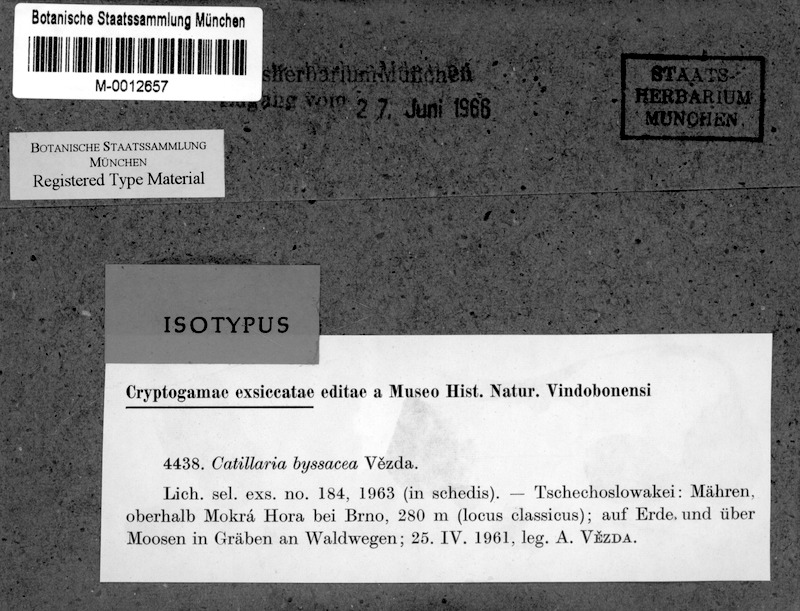 Botanische Staatssammlung München
M-0012657
27. Juni 1966
STAATS-
HERBARIUM
MÜNCHEN
BOTANISCHE STAATSSAMMLUNG
MÜNCHEN
Registered Type Material
ISOTYPUS
Cryptogamae exsiccatae editae a Museo Hist. Natur. Vindobonensi
4438. Catillaria byssacea Vězda.
Lich. sel. exs. no. 184, 1963 (in schedis). — Tschechoslowakei: Mähren,
oberhalb Mokrá Hora bei Brno, 280 m (locus classicus); auf Erde und über
Moosen in Gräben an Waldwegen; 25. IV. 1961, leg. A. VĚZDA.